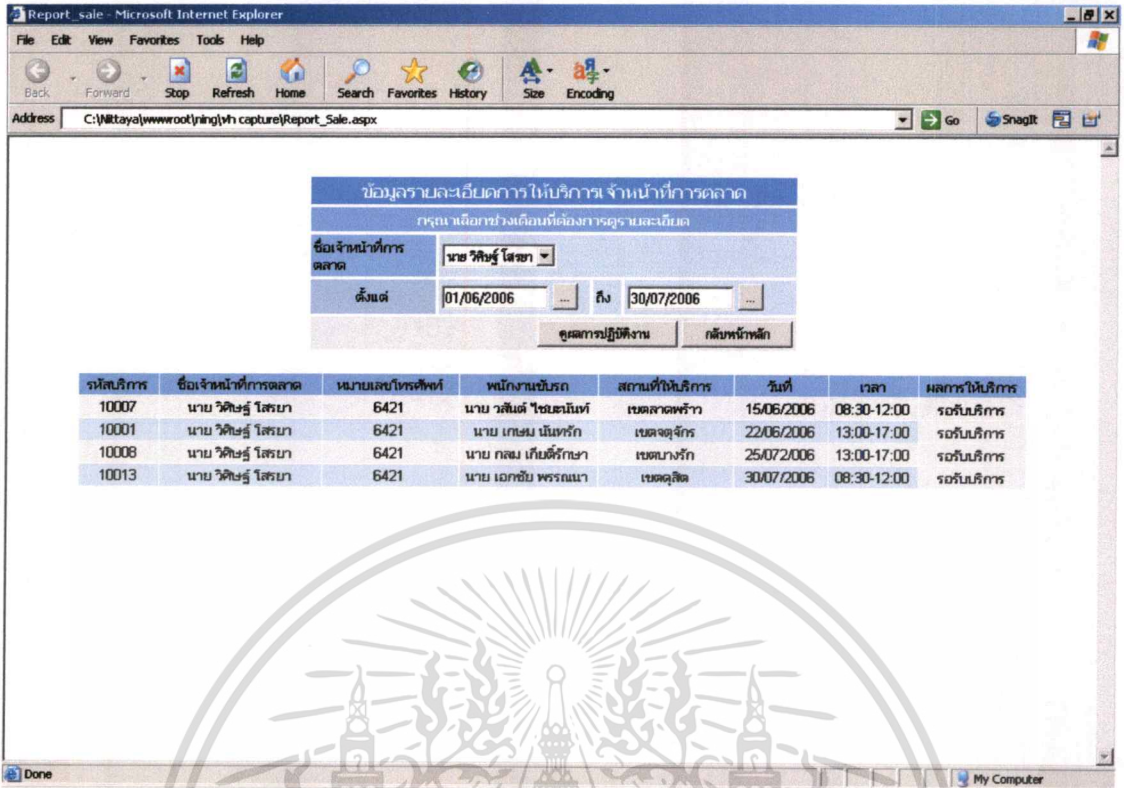 Report_sale - Microsoft Internet Explorer
File Edit View Favorites Tools Help
Back Forward Stop Refresh Home Search Favorites History Size Encoding
Address C:\Nittaya\wwwroot\ning\vh capture\Report_Sale.aspx Go SnagIt
ข้อมูลรายละเอียดการให้บริการเจ้าหน้าที่การตลาด
กรุณาเลือกช่วงเดือนที่ต้องการดูรายละเอียด
ชื่อเจ้าหน้าที่การตลาด นาย วิศิษฐ์ โสรยา
ตั้งแต่ 01/06/2006 ... ถึง 30/07/2006 ...
ดูผลการปฏิบัติงาน กลับหน้าหลัก
รหัสบริการ ชื่อเจ้าหน้าที่การตลาด หมายเลขโทรศัพท์ พนักงานขับรถ สถานที่ให้บริการ วันที่ เวลา ผลการให้บริการ
10007 นาย วิศิษฐ์ โสรยา 6421 นาย วสันต์ ไชยะนันท์ เขตลาดพร้าว 15/06/2006 08:30-12:00 รอรับบริการ
10001 นาย วิศิษฐ์ โสรยา 6421 นาย เกษม นันทรัก เขตจตุจักร 22/06/2006 13:00-17:00 รอรับบริการ
10008 นาย วิศิษฐ์ โสรยา 6421 นาย กลม เกียติ์รักษา เขตบางรัก 25/072/006 13:00-17:00 รอรับบริการ
10013 นาย วิศิษฐ์ โสรยา 6421 นาย เอกชัย พรรณนา เขตดุสิต 30/07/2006 08:30-12:00 รอรับบริการ
Done My Computer